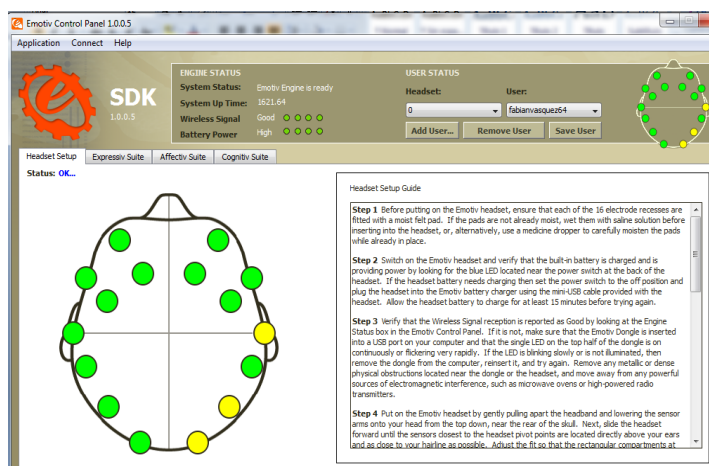 Emotiv Control Panel 1.0.0.5
Application Connect Help
SDK
1.0.0.5
ENGINE STATUS
System Status: Emotiv Engine is ready
System Up Time: 1621.64
Wireless Signal Good
Battery Power High
USER STATUS
Headset: User:
0 fabianvasquez64
Add User... Remove User Save User
Headset Setup Expressiv Suite Affectiv Suite Cognitiv Suite
Status: OK...
Headset Setup Guide
Step 1 Before putting on the Emotiv headset, ensure that each of the 16 electrode recesses are
fitted with a moist felt pad. If the pads are not already moist, wet them with saline solution before
inserting into the headset, or, alternatively, use a medicine dropper to carefully moisten the pads
while already in place.
Step 2 Switch on the Emotiv headset and verify that the built-in battery is charged and is
providing power by looking for the blue LED located near the power switch at the back of the
headset. If the headset battery needs charging then set the power switch to the off position and
plug the headset into the Emotiv battery charger using the mini-USB cable provided with the
headset. Allow the headset battery to charge for at least 15 minutes before trying again.
Step 3 Verify that the Wireless Signal reception is reported as Good by looking at the Engine
Status box in the Emotiv Control Panel. If it is not, make sure that the Emotiv Dongle is inserted
into a USB port on your computer and that the single LED on the top half of the dongle is on
continuously or flickering very rapidly. If the LED is blinking slowly or is not illuminated, then
remove the dongle from the computer, reinsert it, and try again. Remove any metallic or dense
physical obstructions located near the dongle or the headset, and move away from any powerful
sources of electromagnetic interference, such as microwave ovens or high-powered radio
transmitters.
Step 4 Put on the Emotiv headset by gently pulling apart the headband and lowering the sensor
arms onto your head from the top down, near the rear of the skull. Next, slide the headset
forward until the sensors closest to the headset pivot points are located directly above your ears
and as close to your hairline as possible. Adjust the fit so that the rectangular compartments at